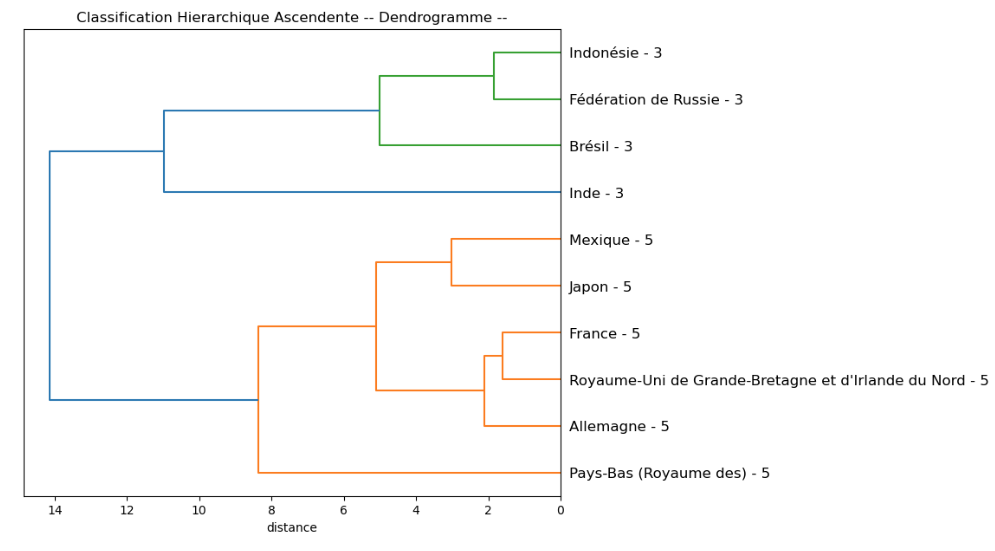 Classification Hierarchique Ascendente -- Dendrogramme --
Indonésie - 3
Fédération de Russie - 3
Brésil - 3
Inde - 3
Mexique - 5
Japon - 5
France - 5
Royaume-Uni de Grande-Bretagne et d'Irlande du Nord - 5
Allemagne - 5
Pays-Bas (Royaume des) - 5
14 12 10 8 6 4 2 0
distance